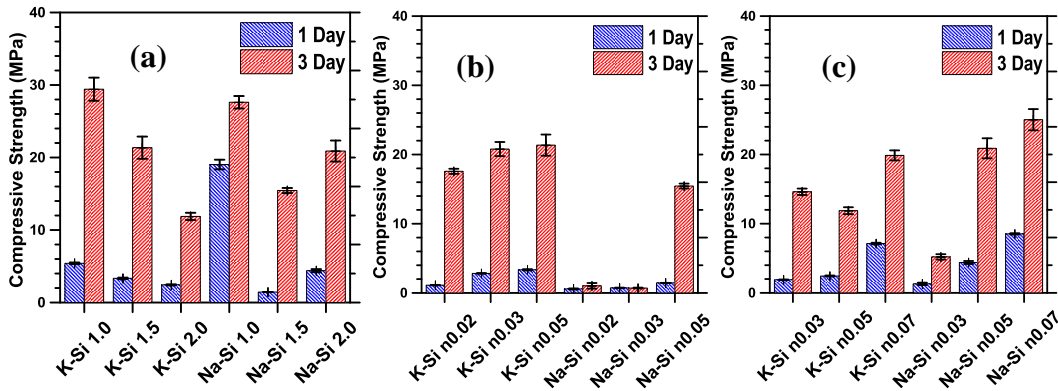 Compressive Strength (MPa)
40
30
20
10
0
(a)
1 Day
3 Day
K-Si 1.0
K-Si 1.5
K-Si 2.0
Na-Si 1.0
Na-Si 1.5
Na-Si 2.0
Compressive Strength (MPa)
40
30
20
10
0
(b)
1 Day
3 Day
K-Si n0.02
K-Si n0.03
K-Si n0.05
Na-Si n0.02
Na-Si n0.03
Na-Si n0.05
Compressive Strength (MPa)
40
30
20
10
0
(c)
1 Day
3 Day
K-Si n0.03
K-Si n0.05
K-Si n0.07
Na-Si n0.03
Na-Si n0.05
Na-Si n0.07